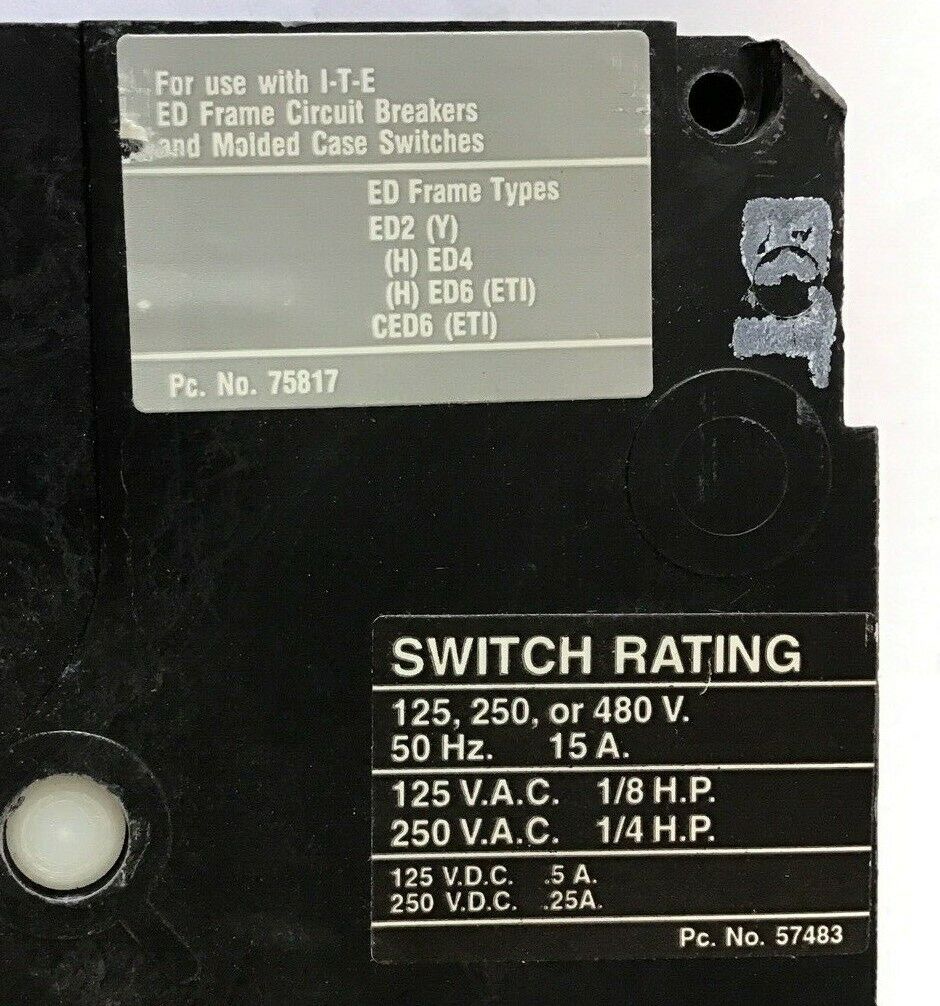 For use with I-T-E
ED Frame Circuit Breakers
and Molded Case Switches
ED Frame Types
ED2 (Y)
(H) ED4
(H) ED6 (ETI)
CED6 (ETI)
Pc. No. 75817
SWITCH RATING
125, 250, or 480 V.
50 Hz. 15 A.
125 V.A.C. 1/8 H.P.
250 V.A.C. 1/4 H.P.
125 V.D.C. .5 A.
250 V.D.C. .25A.
Pc. No. 57483